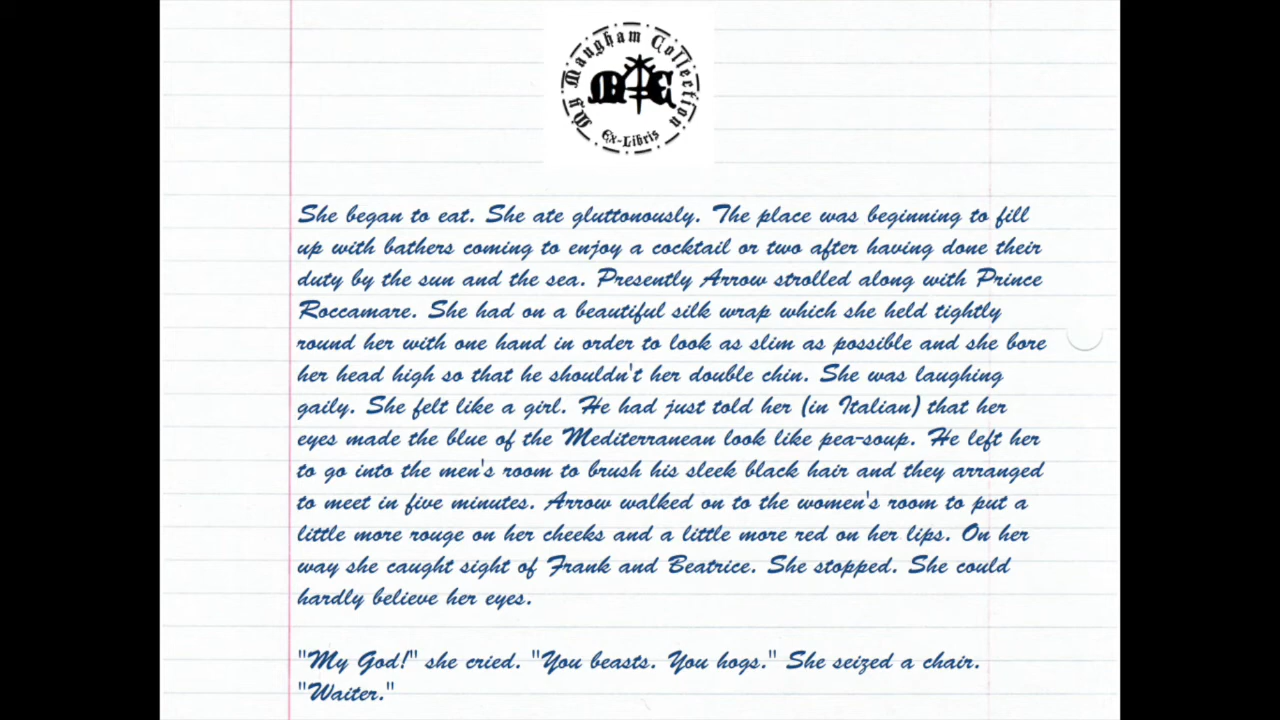 My Maugham Collection
MC
Ex-Libris
She began to eat. She ate gluttonously. The place was beginning to fill
up with bathers coming to enjoy a cocktail or two after having done their
duty by the sun and the sea. Presently Arrow strolled along with Prince
Roccamare. She had on a beautiful silk wrap which she held tightly
round her with one hand in order to look as slim as possible and she bore
her head high so that he shouldn't her double chin. She was laughing
gaily. She felt like a girl. He had just told her (in Italian) that her
eyes made the blue of the Mediterranean look like pea-soup. He left her
to go into the men's room to brush his sleek black hair and they arranged
to meet in five minutes. Arrow walked on to the women's room to put a
little more rouge on her cheeks and a little more red on her lips. On her
way she caught sight of Frank and Beatrice. She stopped. She could
hardly believe her eyes.
"My God!" she cried. "You beasts. You hogs." She seized a chair.
"Waiter."